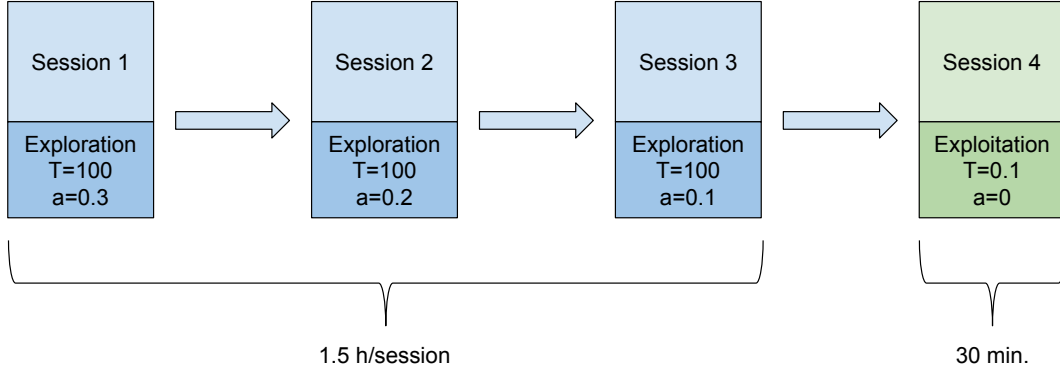 Session 1
Exploration
T=100
a=0.3
Session 2
Exploration
T=100
a=0.2
Session 3
Exploration
T=100
a=0.1
Session 4
Exploitation
T=0.1
a=0
1.5 h/session
30 min.